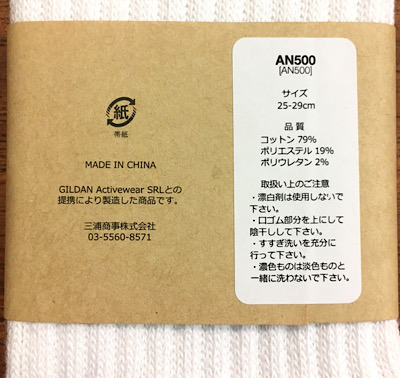 紙
帯紙
MADE IN CHINA
GILDAN Activewear SRLとの
提携により製造した商品です。
三浦商事株式会社
03-5560-8571
AN500
[AN500]
サイズ
25-29cm
品質
コットン 79%
ポリエステル 19%
ポリウレタン 2%
取扱い上のご注意
・漂白剤は使用しないで
下さい。
・口ゴム部分を上にして
陰干しして下さい。
・すすぎ洗いを充分に
行って下さい。
・濃色ものは淡色ものと
一緒に洗わないで下さい。